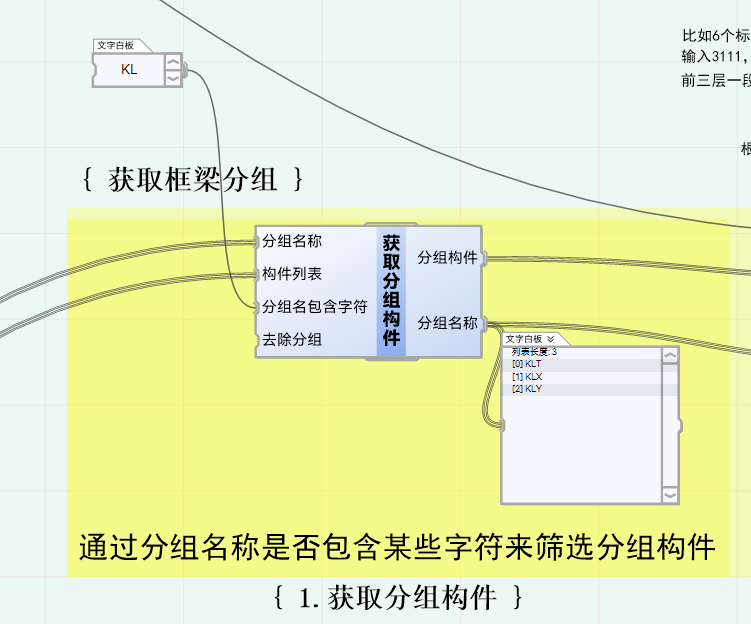 文字白板
KL
比如6个标
输入3111,
前三层一段
根
{ 获取框梁分组 }
分组名称
构件列表
分组名包含字符
去除分组
获取分组构件
分组构件
分组名称
文字白板
列表长度: 3
[0] KLT
[1] KLX
[2] KLY
通过分组名称是否包含某些字符来筛选分组构件
{ 1.获取分组构件 }